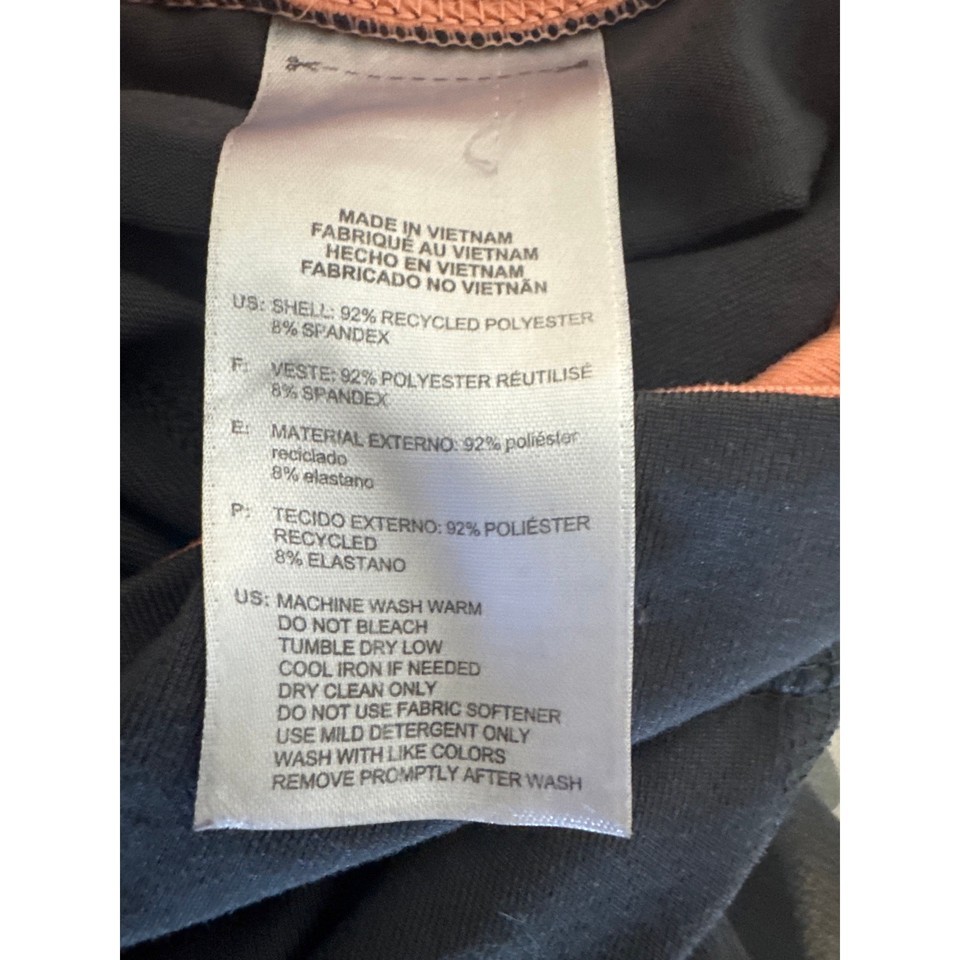 MADE IN VIETNAM
FABRIQUÉ AU VIETNAM
HECHO EN VIETNAM
FABRICADO NO VIETNÃN
US: SHELL: 92% RECYCLED POLYESTER
8% SPANDEX
F: VESTE: 92% POLYESTER RÉUTILISÉ
8% SPANDEX
E: MATERIAL EXTERNO: 92% poliéster
reciclado
8% elastano
P: TECIDO EXTERNO: 92% POLIÉSTER
RECYCLED
8% ELASTANO
US: MACHINE WASH WARM
DO NOT BLEACH
TUMBLE DRY LOW
COOL IRON IF NEEDED
DRY CLEAN ONLY
DO NOT USE FABRIC SOFTENER
USE MILD DETERGENT ONLY
WASH WITH LIKE COLORS
REMOVE PROMPTLY AFTER WASH